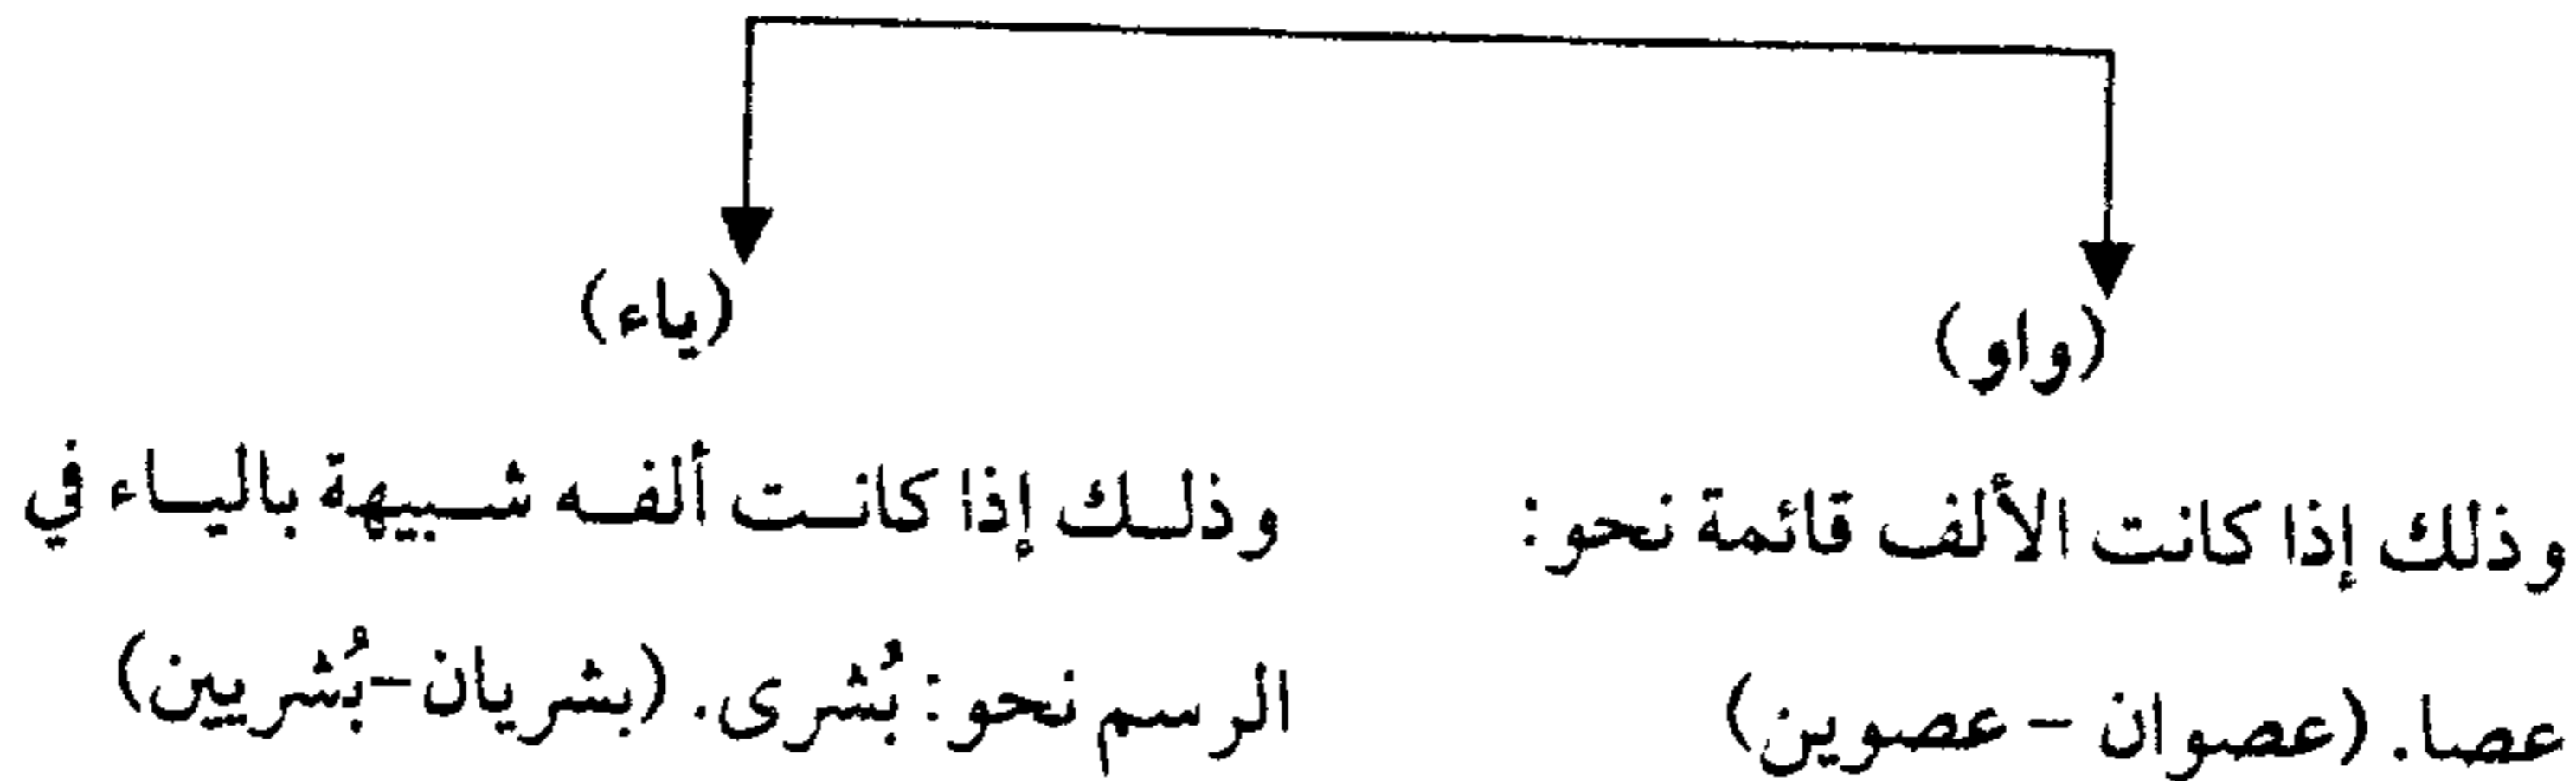 (واو)
وذلك إذا كانت الألف قائمة نحو:
عصا. (عصوان – عصوين)
(ياء)
وذلك إذا كانت ألفه شبيهة بالياء في
الرسم نحو: بُشرى. (بشريان–بُشريين)